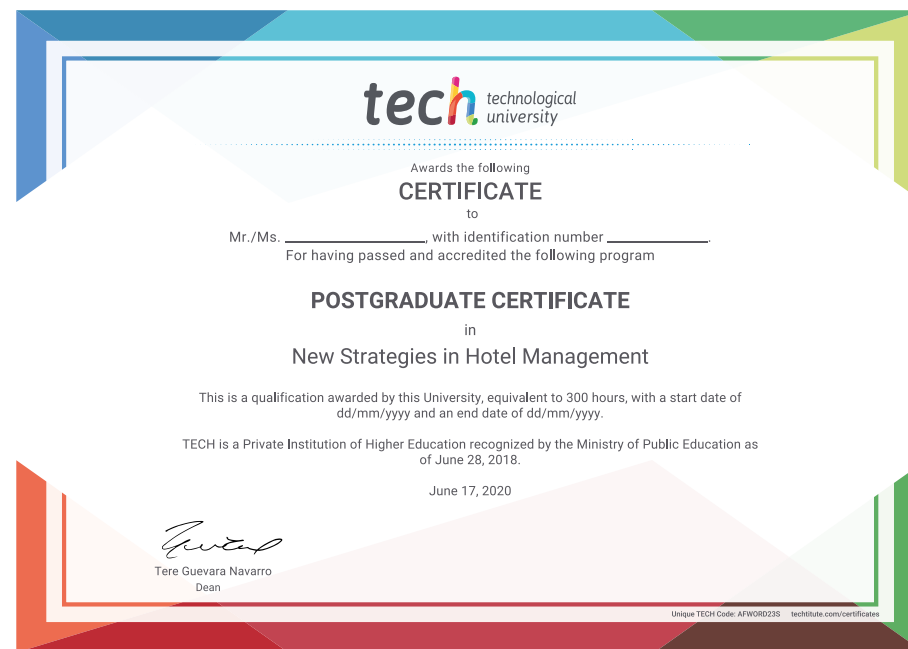 tech technological
university
Awards the following
CERTIFICATE
to
Mr./Ms. ____________, with identification number _________.
For having passed and accredited the following program
POSTGRADUATE CERTIFICATE
in
New Strategies in Hotel Management
This is a qualification awarded by this University, equivalent to 300 hours, with a start date of
dd/mm/yyyy and an end date of dd/mm/yyyy.
TECH is a Private Institution of Higher Education recognized by the Ministry of Public Education as
of June 28, 2018.
June 17, 2020
Tere Guevara Navarro
Dean
Unique TECH Code: AFWORD23S techtitute.com/certificates